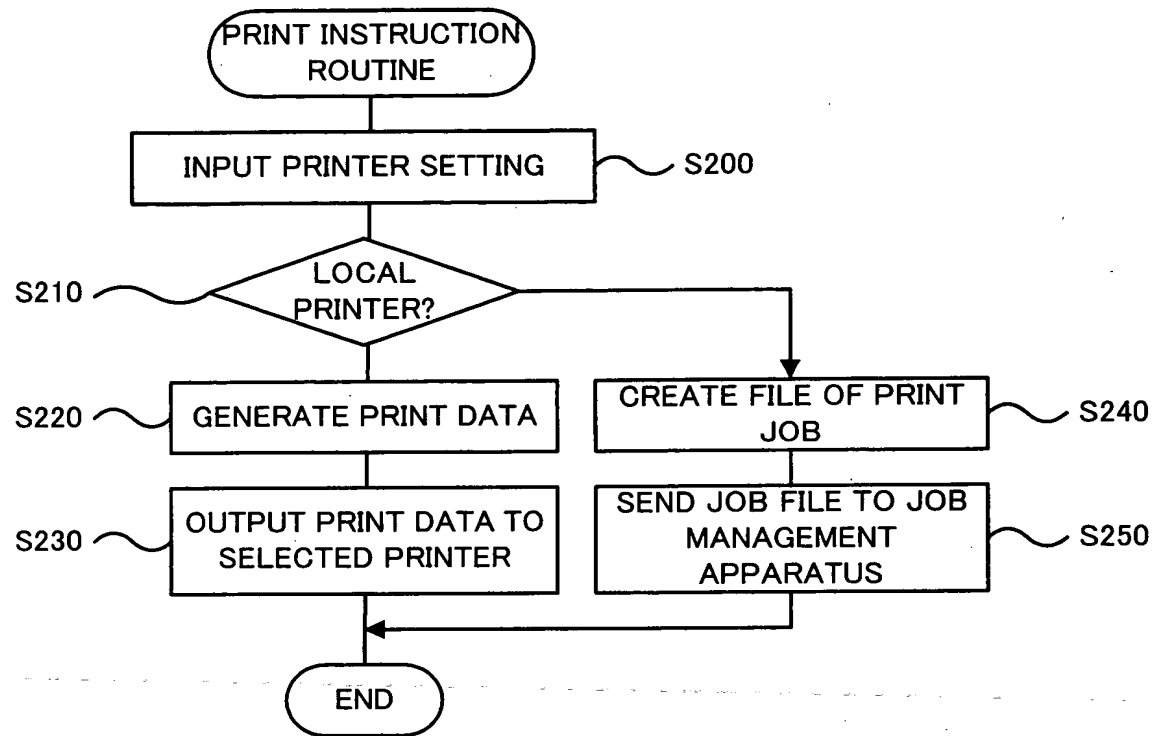 PRINT INSTRUCTION
ROUTINE
INPUT PRINTER SETTING
S200
S210
LOCAL
PRINTER?
S220
GENERATE PRINT DATA
CREATE FILE OF PRINT
JOB
S240
S230
OUTPUT PRINT DATA TO
SELECTED PRINTER
SEND JOB FILE TO JOB
MANAGEMENT
APPARATUS
S250
END